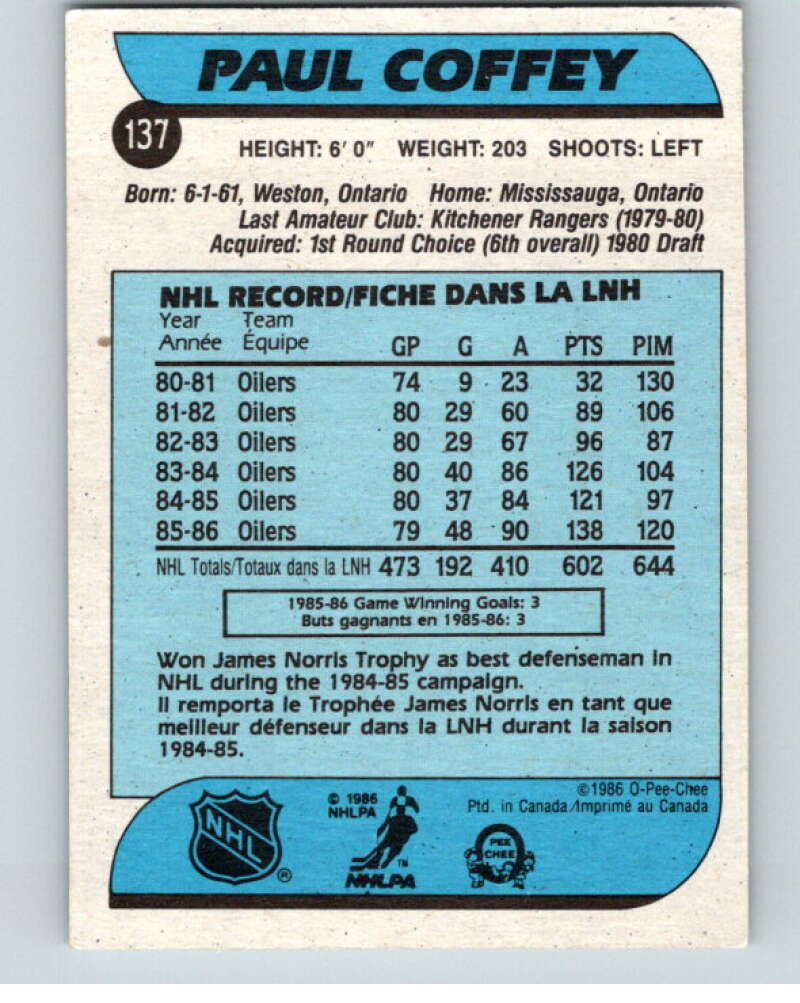 PAUL COFFEY
137
HEIGHT: 6' 0" WEIGHT: 203 SHOOTS: LEFT
Born: 6-1-61, Weston, Ontario Home: Mississauga, Ontario
Last Amateur Club: Kitchener Rangers (1979-80)
Acquired: 1st Round Choice (6th overall) 1980 Draft
NHL RECORD/FICHE DANS LA LNH
Year Team
Année Équipe GP G A PTS PIM
80-81 Oilers 74 9 23 32 130
81-82 Oilers 80 29 60 89 106
82-83 Oilers 80 29 67 96 87
83-84 Oilers 80 40 86 126 104
84-85 Oilers 80 37 84 121 97
85-86 Oilers 79 48 90 138 120
NHL Totals/Totaux dans la LNH 473 192 410 602 644
1985-86 Game Winning Goals: 3
Buts gagnants en 1985-86: 3
Won James Norris Trophy as best defenseman in
NHL during the 1984-85 campaign.
Il remporta le Trophée James Norris en tant que
meilleur défenseur dans la LNH durant la saison
1984-85.
©1986 O-Pee-Chee
Ptd. in Canada/Imprimé au Canada
© 1986
NHLPA
NHL
®
TM
NHLPA
PEE
CHEE